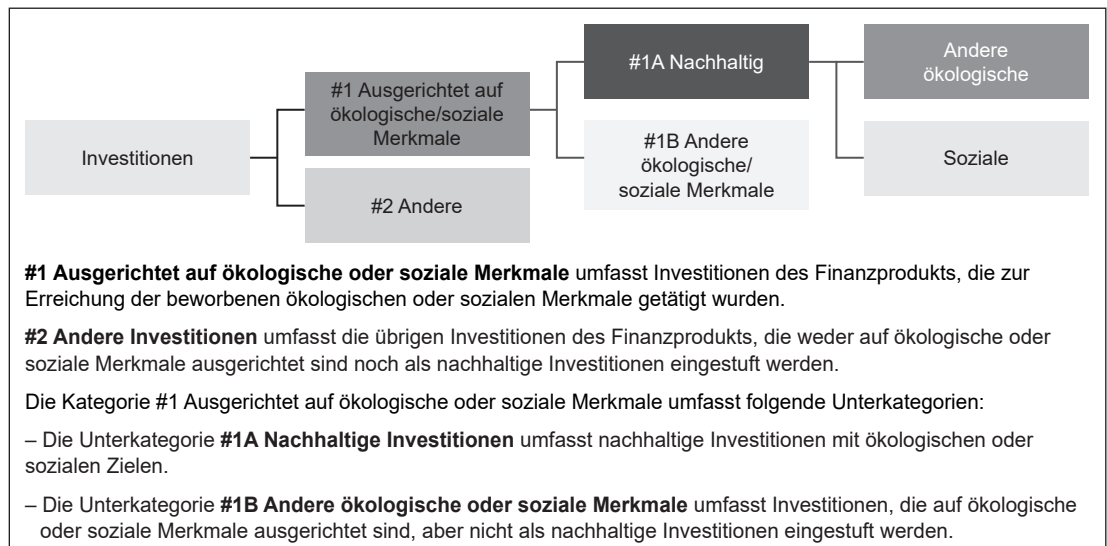 Investitionen
#1 Ausgerichtet auf
ökologische/soziale
Merkmale
#2 Andere
#1A Nachhaltig
#1B Andere
ökologische/
soziale Merkmale
Andere
ökologische
Soziale
#1 Ausgerichtet auf ökologische oder soziale Merkmale umfasst Investitionen des Finanzprodukts, die zur
Erreichung der beworbenen ökologischen oder sozialen Merkmale getätigt wurden.
#2 Andere Investitionen umfasst die übrigen Investitionen des Finanzprodukts, die weder auf ökologische oder
soziale Merkmale ausgerichtet sind noch als nachhaltige Investitionen eingestuft werden.
Die Kategorie #1 Ausgerichtet auf ökologische oder soziale Merkmale umfasst folgende Unterkategorien:
– Die Unterkategorie #1A Nachhaltige Investitionen umfasst nachhaltige Investitionen mit ökologischen oder
sozialen Zielen.
– Die Unterkategorie #1B Andere ökologische oder soziale Merkmale umfasst Investitionen, die auf ökologische
oder soziale Merkmale ausgerichtet sind, aber nicht als nachhaltige Investitionen eingestuft werden.